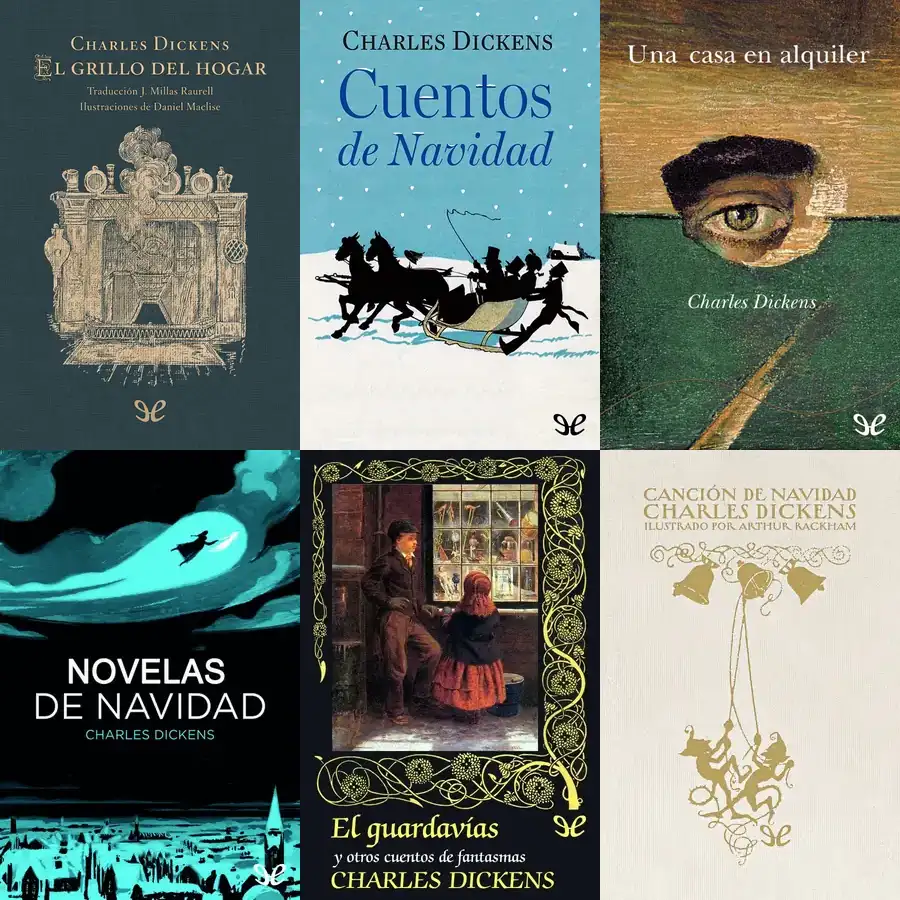 CHARLES DICKENS
EL GRILLO DEL HOGAR
Traducción J. Millas Raurell
Ilustraciones de Daniel Maclise
CHARLES DICKENS
Cuentos
de Navidad
Una casa en alquiler
Charles Dickens
NOVELAS
DE NAVIDAD
CHARLES DICKENS
El guardavías
y otros cuentos de fantasmas
CHARLES DICKENS
CANCIÓN DE NAVIDAD
CHARLES DICKENS
ILUSTRADO POR ARTHUR RACKHAM